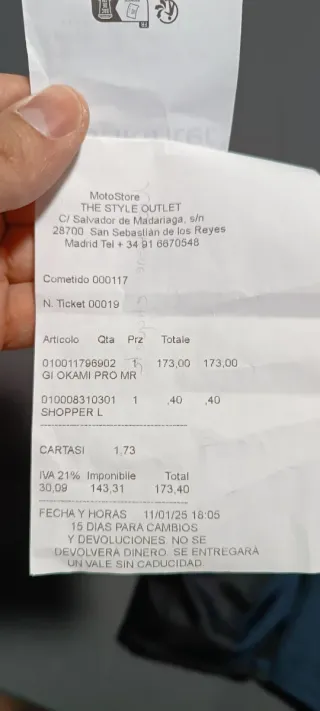 MotoStore
THE STYLE OUTLET
C/ Salvador de Madariaga, s/n
28700 San Sebastián de los Reyes
Madrid Tel + 34 91 6670548
Cometido 000117
N. Ticket 00019
Articolo Qta Prz Totale
010011796902 1 173,00 173,00
GI OKAMI PRO MR
010008310301 1 ,40 ,40
SHOPPER L
CARTASI 1,73
IVA 21% Imponibile Total
30,09 143,31 173,40
FECHA Y HORAS 11/01/25 18:05
15 DIAS PARA CAMBIOS
Y DEVOLUCIONES. NO SE
DEVOLVERA DINERO. SE ENTREGARÁ
UN VALE SIN CADUCIDAD